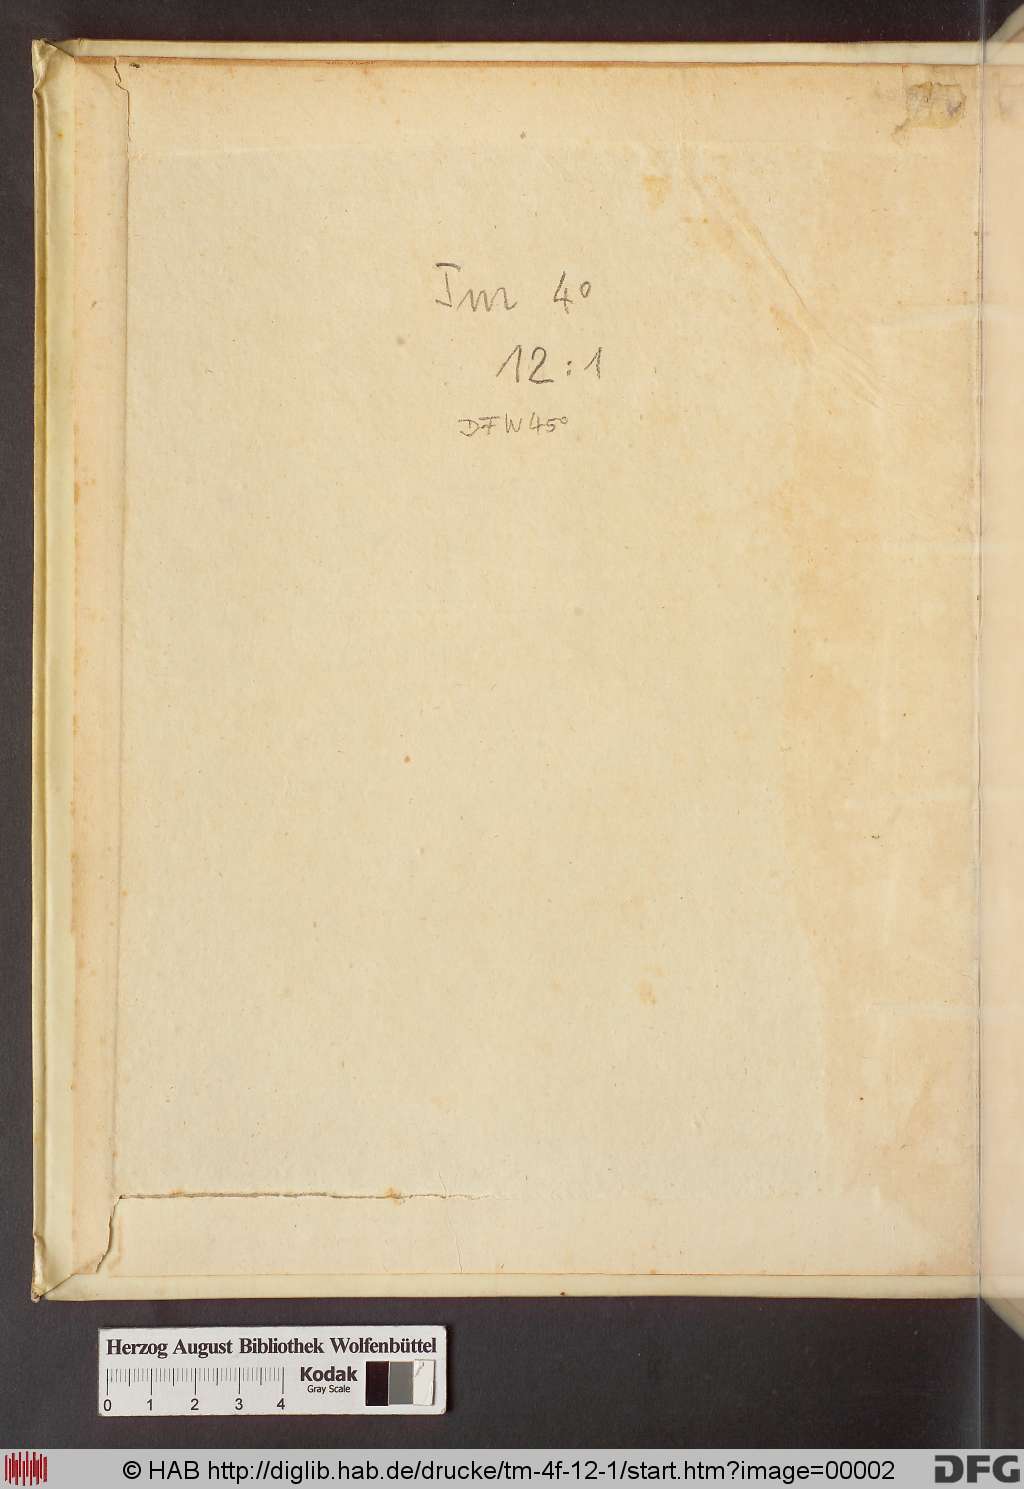 Tm 4°
12:1
DFW 45°
Herzog August Bibliothek Wolfenbüttel
Kodak
Gray Scale
0 1 2 3 4
© HAB http://diglib.hab.de/drucke/tm-4f-12-1/start.htm?image=00002
DFG